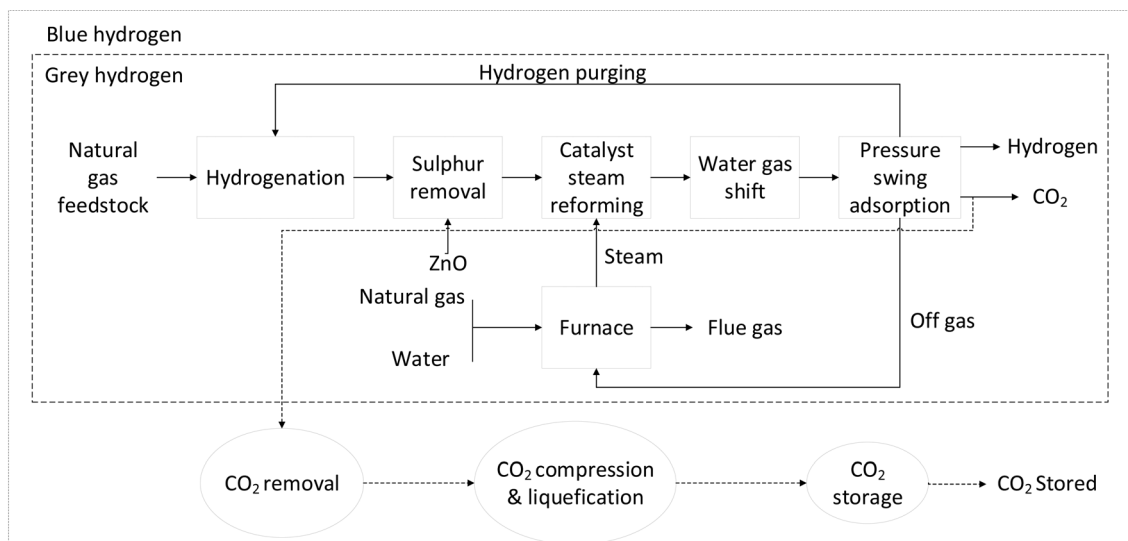 Blue hydrogen
Grey hydrogen
Hydrogen purging
Natural
gas
feedstock
Hydrogenation
Sulphur
removal
Catalyst
steam
reforming
Water gas
shift
Pressure
swing
adsorption
Hydrogen
CO₂
ZnO
Steam
Natural gas
Water
Furnace
Flue gas
Off gas
CO₂ removal
CO₂ compression
& liquefication
CO₂
storage
CO₂ Stored